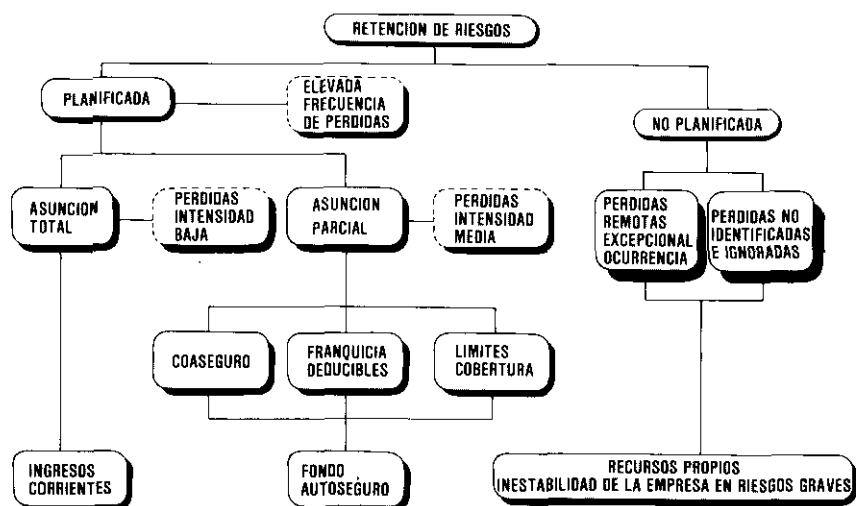 RETENCION DE RIESGOS
PLANIFICADA
ELEVADA
FRECUENCIA
DE PERDIDAS
NO PLANIFICADA
ASUNCION
TOTAL
PERDIDAS
INTENSIDAD
BAJA
ASUNCION
PARCIAL
PERDIDAS
INTENSIDAD
MEDIA
PERDIDAS
REMOTAS
EXCEPCIONAL
OCURRENCIA
PERDIDAS NO
IDENTIFICADAS
E IGNORADAS
COASEGURO
FRANQUICIA
DEDUCIBLES
LIMITES
COBERTURA
INGRESOS
CORRIENTES
FONDO
AUTOSEGURO
RECURSOS PROPIOS
INESTABILIDAD DE LA EMPRESA EN RIESGOS GRAVES